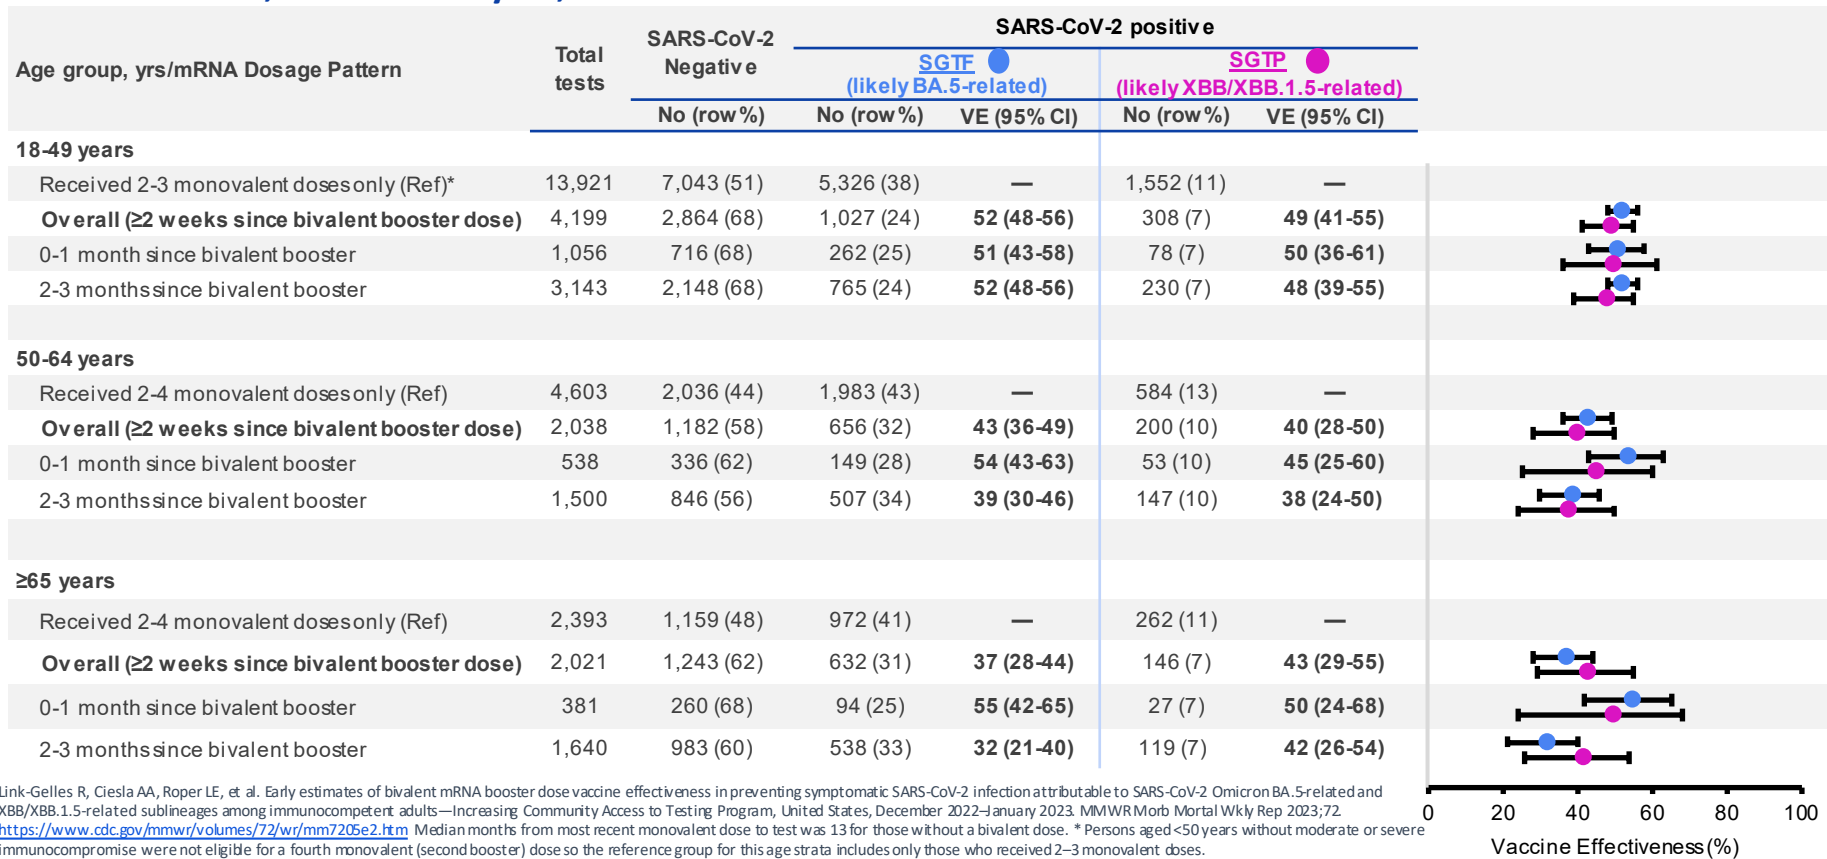 SARS-CoV-2 positive
Age group, yrs/mRNA Dosage Pattern
Total tests
SARS-CoV-2 Negative
SGTF
(likely BA.5-related)
SGTP
(likely XBB/XBB.1.5-related)
No (row%) No (row%) VE (95% CI) No (row%) VE (95% CI)
18-49 years
Received 2-3 monovalent doses only (Ref)* 13,921 7,043 (51) 5,326 (38) — 1,552 (11) —
Overall (≥2 weeks since bivalent booster dose) 4,199 2,864 (68) 1,027 (24) 52 (48-56) 308 (7) 49 (41-55)
0-1 month since bivalent booster 1,056 716 (68) 262 (25) 51 (43-58) 78 (7) 50 (36-61)
2-3 months since bivalent booster 3,143 2,148 (68) 765 (24) 52 (48-56) 230 (7) 48 (39-55)
50-64 years
Received 2-4 monovalent doses only (Ref) 4,603 2,036 (44) 1,983 (43) — 584 (13) —
Overall (≥2 weeks since bivalent booster dose) 2,038 1,182 (58) 656 (32) 43 (36-49) 200 (10) 40 (28-50)
0-1 month since bivalent booster 538 336 (62) 149 (28) 54 (43-63) 53 (10) 45 (25-60)
2-3 months since bivalent booster 1,500 846 (56) 507 (34) 39 (30-46) 147 (10) 38 (24-50)
≥65 years
Received 2-4 monovalent doses only (Ref) 2,393 1,159 (48) 972 (41) — 262 (11) —
Overall (≥2 weeks since bivalent booster dose) 2,021 1,243 (62) 632 (31) 37 (28-44) 146 (7) 43 (29-55)
0-1 month since bivalent booster 381 260 (68) 94 (25) 55 (42-65) 27 (7) 50 (24-68)
2-3 months since bivalent booster 1,640 983 (60) 538 (33) 32 (21-40) 119 (7) 42 (26-54)
0 20 40 60 80 100
Vaccine Effectiveness (%)
Link-Gelles R, Ciesla AA, Roper LE, et al. Early estimates of bivalent mRNA booster dose vaccine effectiveness in preventing symptomatic SARS-CoV-2 infection attributable to SARS-CoV-2 Omicron BA.5-related and
XBB/XBB.1.5-related sublineages among immunocompetent adults—Increasing Community Access to Testing Program, United States, December 2022–January 2023. MMWR Morb Mortal Wkly Rep 2023;72.
https://www.cdc.gov/mmwr/volumes/72/wr/mm7205e2.htm Median months from most recent monovalent dose to test was 13 for those without a bivalent dose. * Persons aged <50 years without moderate or severe
immunocompromise were not eligible for a fourth monovalent (second booster) dose so the reference group for this age strata includes only those who received 2–3 monovalent doses.